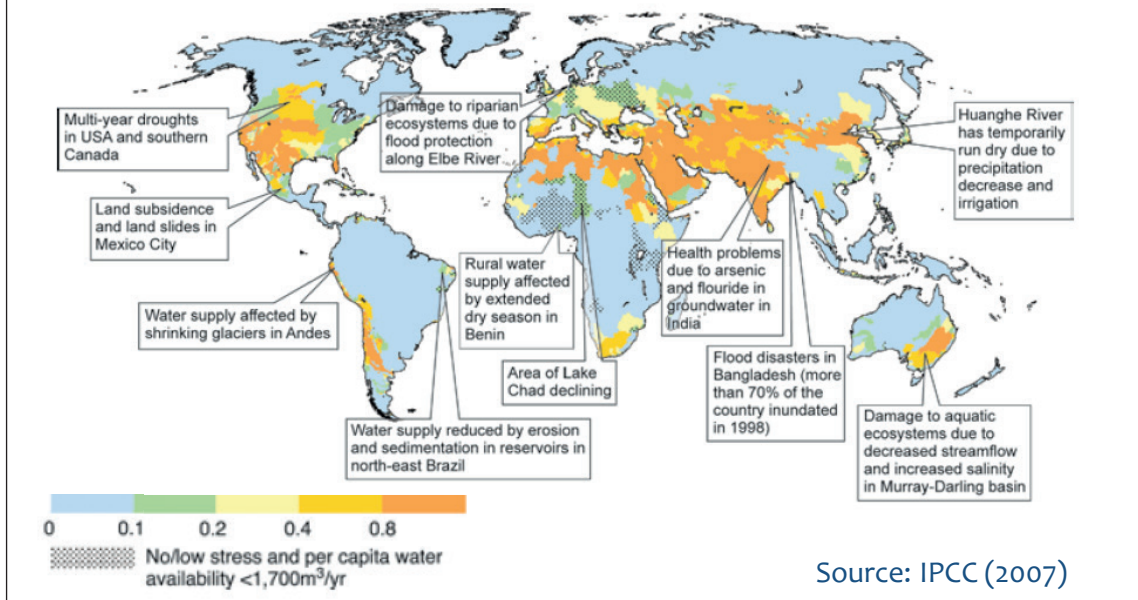 Multi-year droughts
in USA and southern
Canada
Damage to riparian
ecosystems due to
flood protection
along Elbe River
Huanghe River
has temporarily
run dry due to
precipitation
decrease and
irrigation
Land subsidence
and land slides in
Mexico City
Water supply affected by
shrinking glaciers in Andes
Rural water
supply affected
by extended
dry season in
Benin
Health problems
due to arsenic
and flouride in
groundwater in
India
Area of Lake
Chad declining
Flood disasters in
Bangladesh (more
than 70% of the
country inundated
in 1998)
Water supply reduced by erosion
and sedimentation in reservoirs in
north-east Brazil
Damage to aquatic
ecosystems due to
decreased streamflow
and increased salinity
in Murray-Darling basin
0 0.1 0.2 0.4 0.8
No/low stress and per capita water
availability <1,700m³/yr
Source: IPCC (2007)